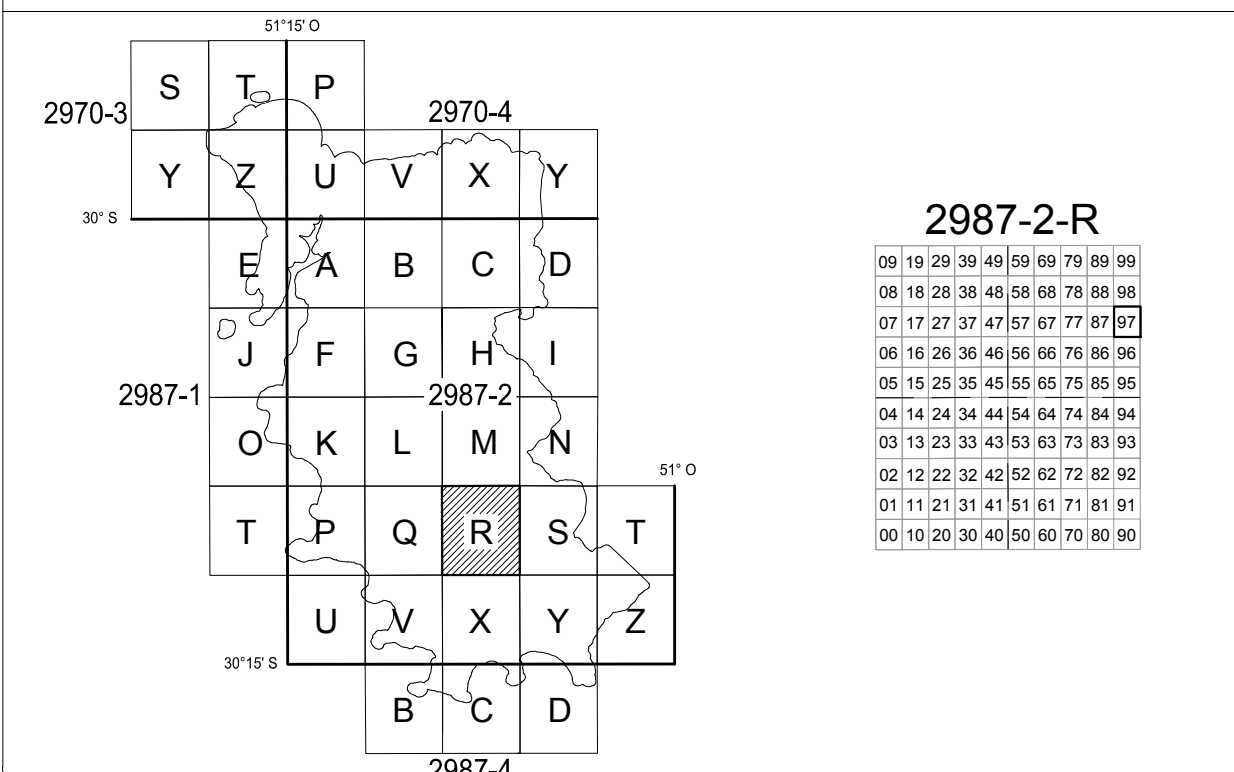 51°15' O
S T P
2970-3
2970-4
Y Z U V X Y
30° S
E A B C D
J F G H I
2987-1
2987-2
O K L M N
51° O
T P Q R S T
U V X Y Z
30°15' S
B C D
2987-4
2987-2-R
09 19 29 39 49 59 69 79 89 99
08 18 28 38 48 58 68 78 88 98
07 17 27 37 47 57 67 77 87 97
06 16 26 36 46 56 66 76 86 96
05 15 25 35 45 55 65 75 85 95
04 14 24 34 44 54 64 74 84 94
03 13 23 33 43 53 63 73 83 93
02 12 22 32 42 52 62 72 82 92
01 11 21 31 41 51 61 71 81 91
00 10 20 30 40 50 60 70 80 90